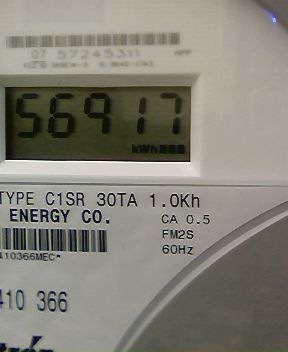 07 57245311
56917
kWh
TYPE C1SR 30TA 1.0Kh
ENERGY CO.
CA 0.5
FM2S
60Hz
410366MEC*
410 366